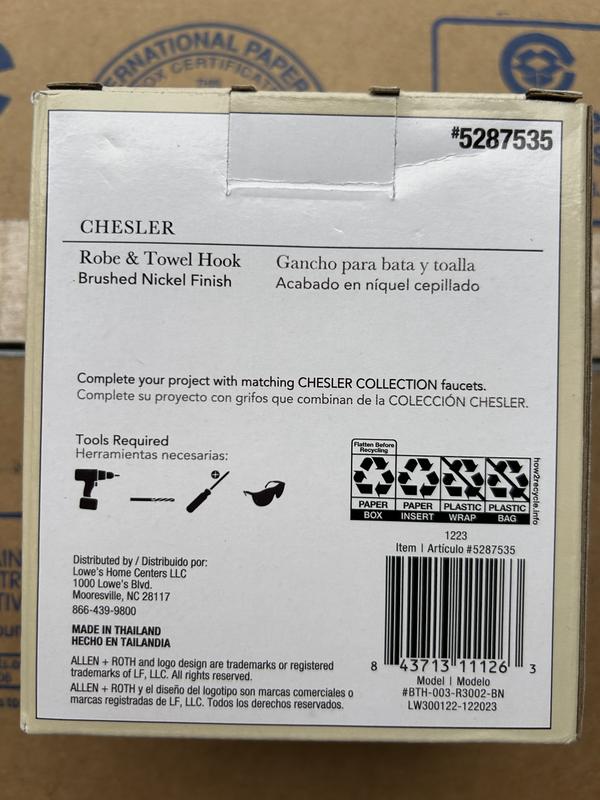 INTERNATIONAL PAPER
BOX CERTIFICAT
THE
#5287535
CHESLER
Robe & Towel Hook
Brushed Nickel Finish
Gancho para bata y toalla
Acabado en níquel cepillado
Complete your project with matching CHESLER COLLECTION faucets.
Complete su proyecto con grifos que combinan de la COLECCIÓN CHESLER.
Tools Required
Herramientas necesarias:
Flatten Before
Recycling
PAPER PAPER PLASTIC PLASTIC
BOX INSERT WRAP BAG
how2recycle.info
1223
Item | Artículo #5287535
Distributed by / Distribuido por:
Lowe's Home Centers LLC
1000 Lowe's Blvd.
Mooresville, NC 28117
866-439-9800
MADE IN THAILAND
HECHO EN TAILANDIA
ALLEN + ROTH and logo design are trademarks or registered
trademarks of LF, LLC. All rights reserved.
ALLEN + ROTH y el diseño del logotipo son marcas comerciales o
marcas registradas de LF, LLC. Todos los derechos reservados.
8 43713 11126 3
Model | Modelo
#BTH-003-R3002-BN
LW300122-122023